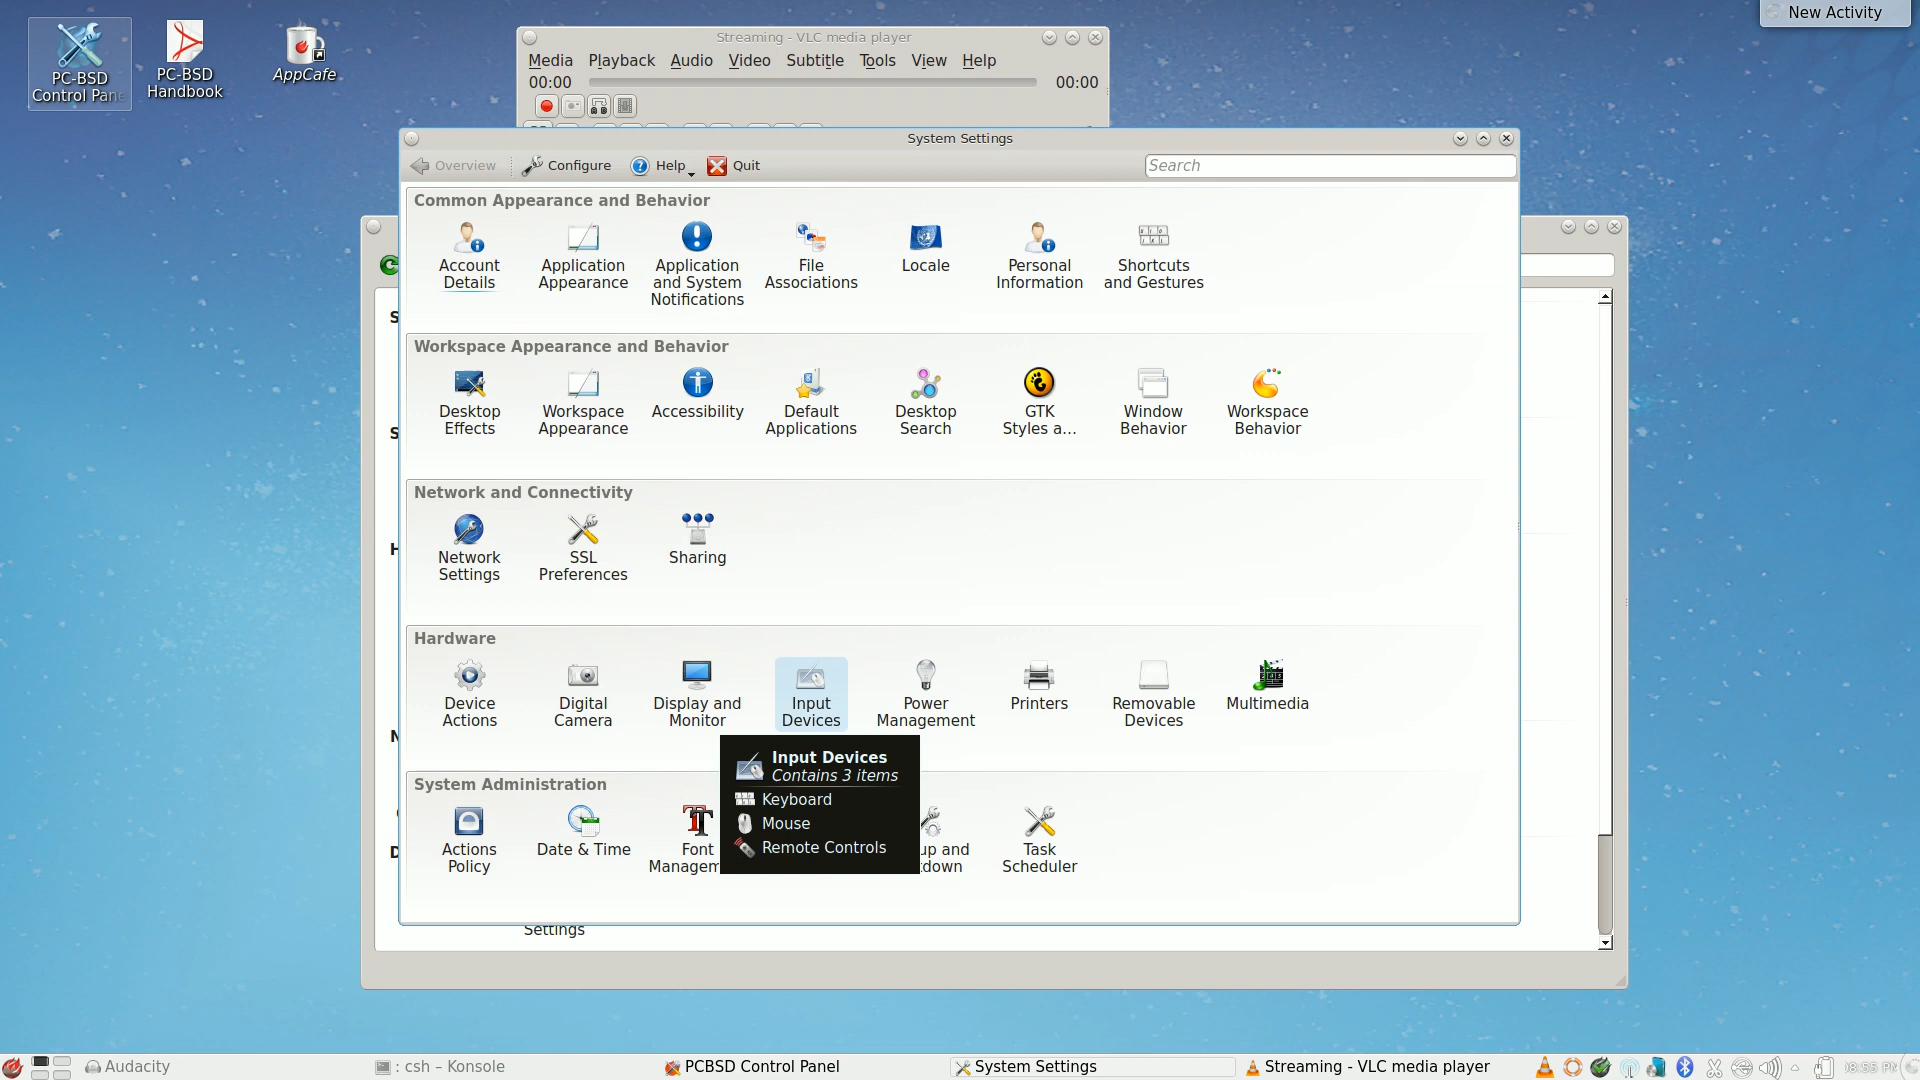 New Activity
PC-BSD
Control Pane
PC-BSD
Handbook
AppCafe
Streaming - VLC media player
Media Playback Audio Video Subtitle Tools View Help
00:00 00:00
System Settings
Overview Configure Help Quit Search
Common Appearance and Behavior
Account
Details
Application
Appearance
Application
and System
Notifications
File
Associations
Locale
Personal
Information
Shortcuts
and Gestures
Workspace Appearance and Behavior
Desktop
Effects
Workspace
Appearance
Accessibility
Default
Applications
Desktop
Search
GTK
Styles a...
Window
Behavior
Workspace
Behavior
Network and Connectivity
Network
Settings
SSL
Preferences
Sharing
Hardware
Device
Actions
Digital
Camera
Display and
Monitor
Input
Devices
Power
Management
Printers
Removable
Devices
Multimedia
Input Devices
Contains 3 items
Keyboard
Mouse
Remote Controls
System Administration
Actions
Policy
Date & Time
Font
Managem
up and
down
Task
Scheduler
Settings
Audacity
: csh – Konsole
PCBSD Control Panel
System Settings
Streaming - VLC media player
08:55 PM